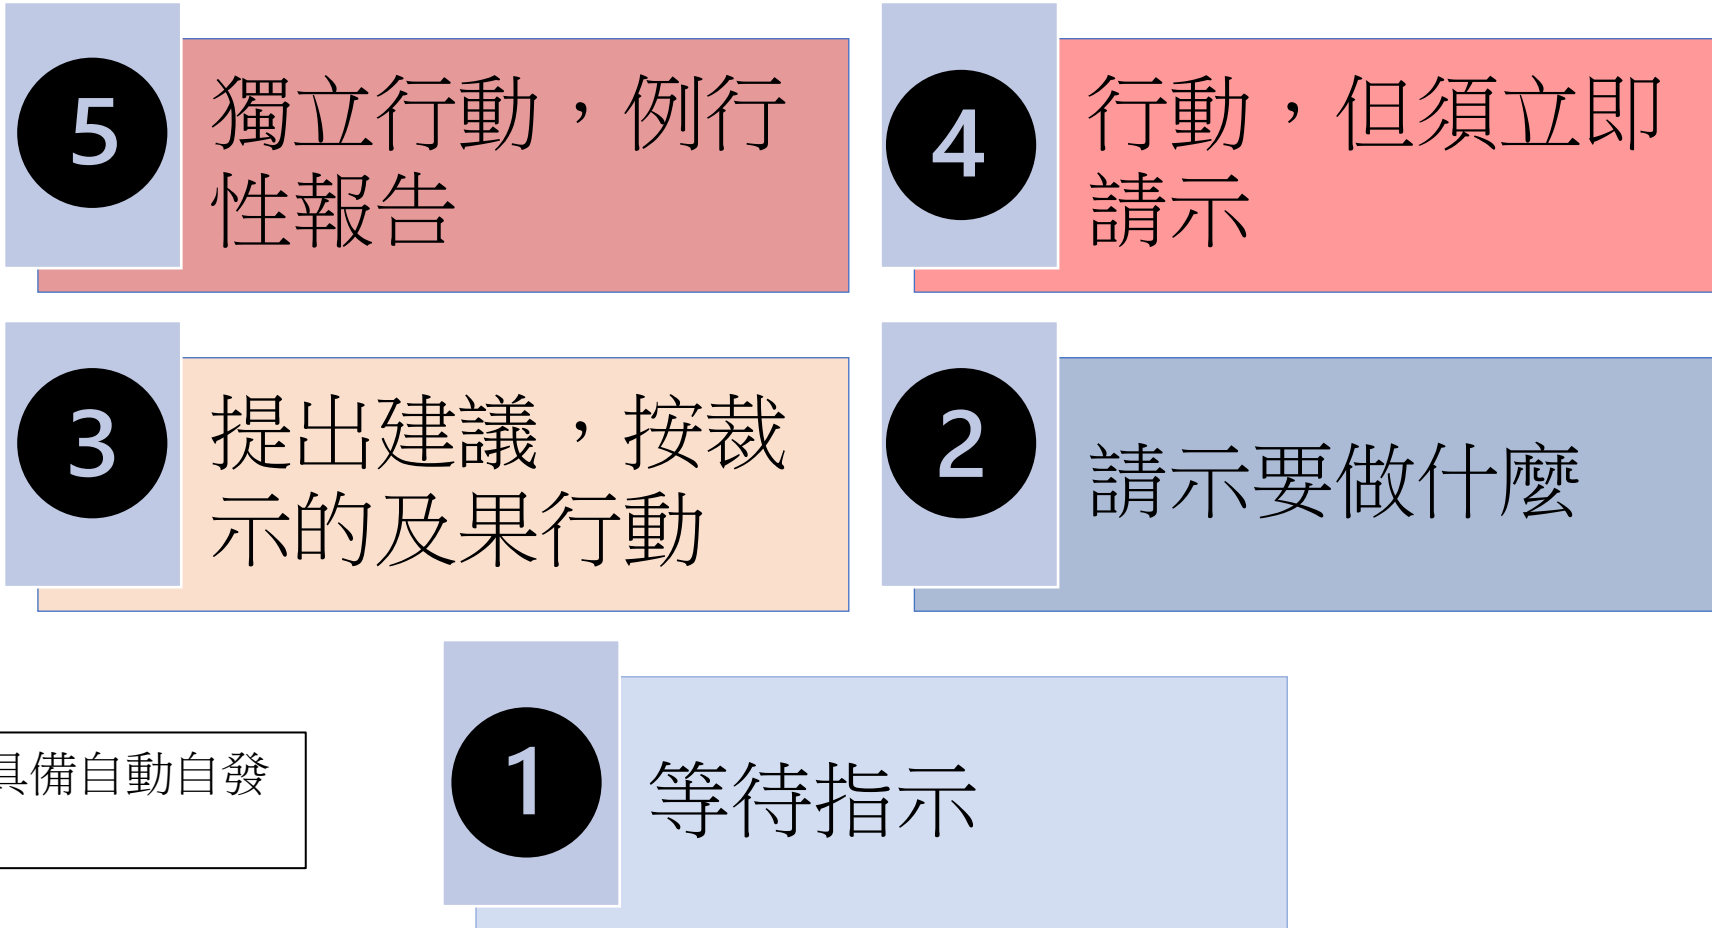 5
獨立行動，例行
性報告
4
行動，但須立即
請示
3
提出建議，按裁
示的及果行動
2
請示要做什麼
具備自動自發
1
等待指示